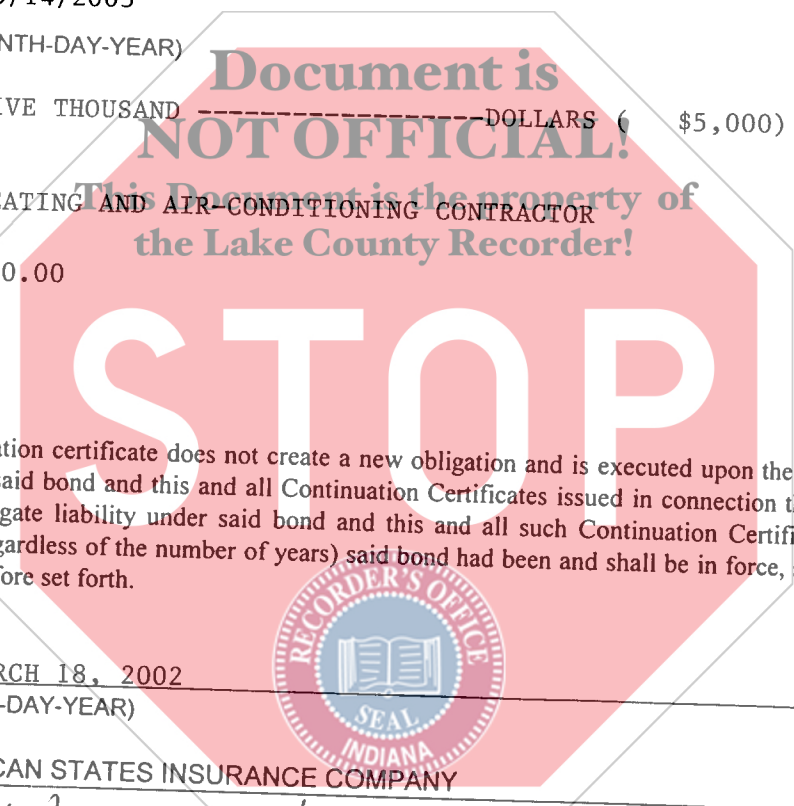 /14/2003
NTH-DAY-YEAR)
Document is
IVE THOUSAND ------------------DOLLARS ( $5,000)
NOT OFFICIAL!
This Document is the property of
EATING AND AIR-CONDITIONING CONTRACTOR
the Lake County Recorder!
0.00
STOP
ation certificate does not create a new obligation and is executed upon the
said bond and this and all Continuation Certificates issued in connection t
gate liability under said bond and this and all such Continuation Certifi
gardless of the number of years) said bond had been and shall be in force,
fore set forth.
RECORDER'S OFFICE
SEAL
INDIANA
RCH 18, 2002
-DAY-YEAR)
CAN STATES INSURANCE COMPANY